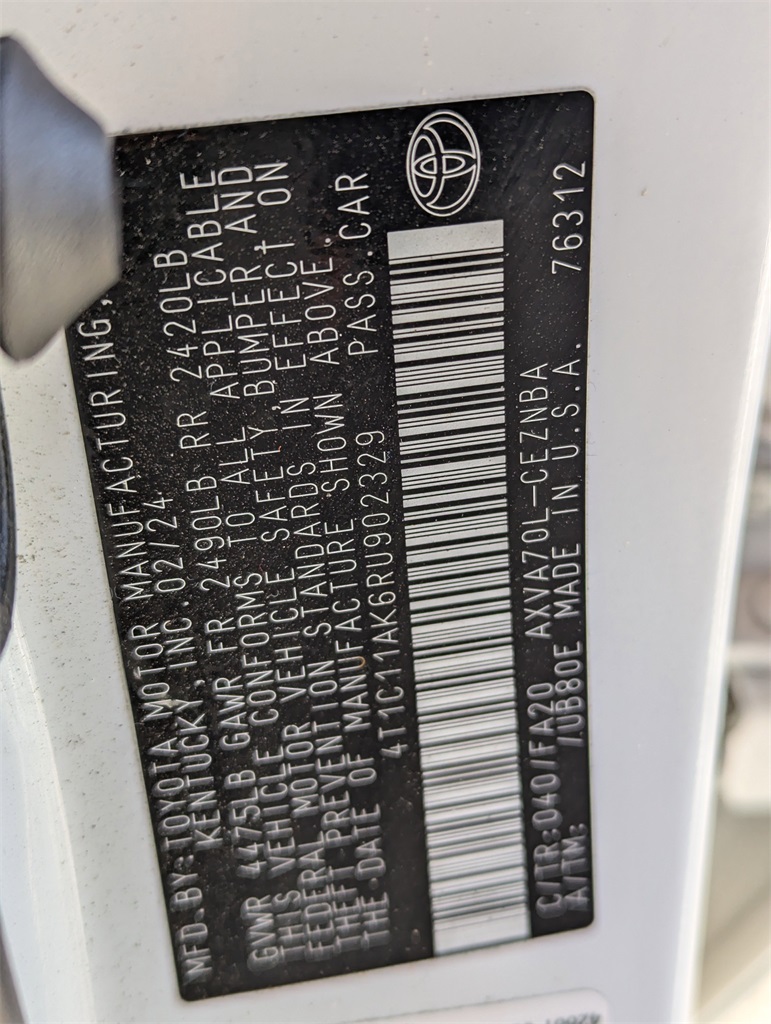 MFD.BY:TOYOTA MOTOR MANUFACTURING,
KENTUCKY, INC. 02/24
GVWR 4475LB GAWR FR 2490LB RR 2420LB
THIS VEHICLE CONFORMS TO ALL APPLICABLE
FEDERAL MOTOR VEHICLE SAFETY, BUMPER, AND
THEFT PREVENTION STANDARDS IN EFFECT ON
THE DATE OF MANUFACTURE SHOWN ABOVE.
4T1C11AK6RU902329 PASS.CAR
C/TR:040/FA20 AXVA70L-CEZNBA
A/TM: /UB80E MADE IN U.S.A. 76312